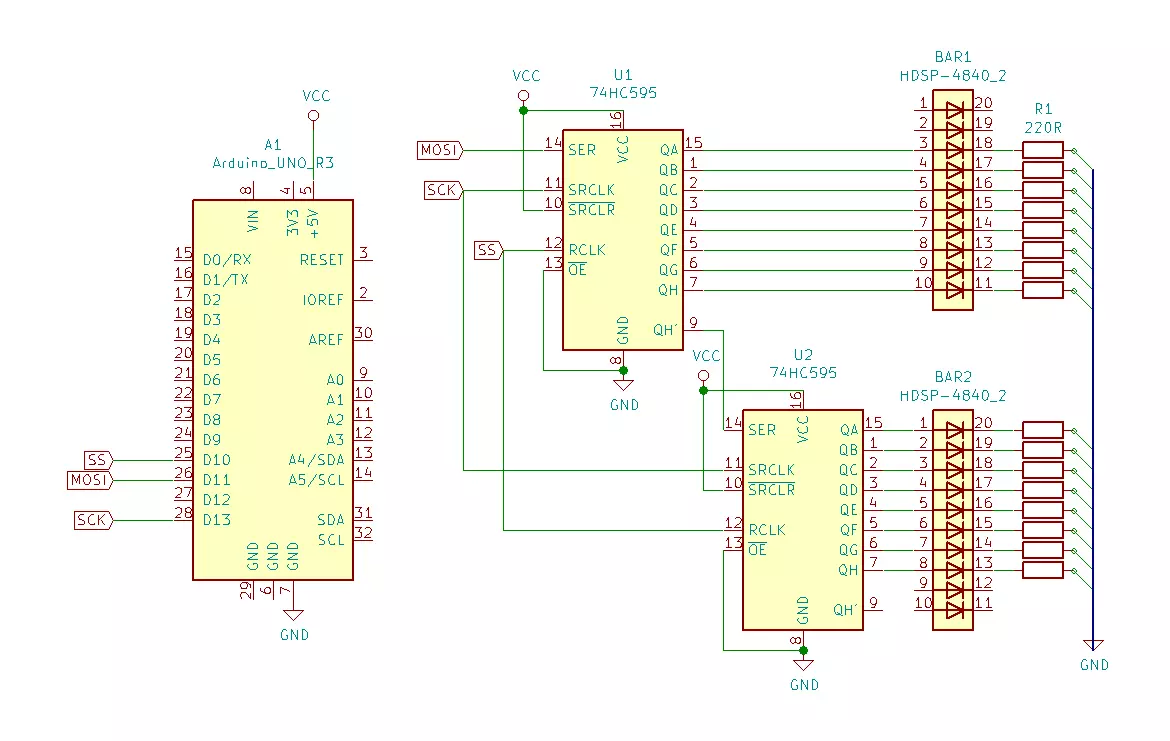 VCC
A1
Arduino_UNO_R3
8
4
5
VIN
3V3
+5V
15 D0/RX RESET 3
16 D1/TX
17 D2 IOREF 2
18 D3
19 D4 AREF 30
20 D5
21 D6 A0 9
22 D7 A1 10
23 D8 A2 11
24 D9 A3 12
SS 25 D10 A4/SDA 13
MOSI 26 D11 A5/SCL 14
27 D12
SCK 28 D13 SDA 31
SCL 32
GND GND GND
29 6 7
GND
VCC
U1
74HC595
16
VCC
MOSI 14 SER QA 15
QB 1
SCK 11 SRCLK QC 2
10 SRCLR QD 3
QE 4
SS 12 RCLK QF 5
13 OE QG 6
QH 7
GND QH' 9
8
GND
BAR1
HDSP-4840_2
1 20
2 19
3 18
4 17
5 16
6 15
7 14
8 13
9 12
10 11
R1
220R
VCC
U2
74HC595
16
VCC
14 SER QA 15
QB 1
11 SRCLK QC 2
10 SRCLR QD 3
QE 4
12 RCLK QF 5
13 OE QG 6
QH 7
GND QH' 9
8
GND
BAR2
HDSP-4840_2
1 20
2 19
3 18
4 17
5 16
6 15
7 14
8 13
9 12
10 11
GND